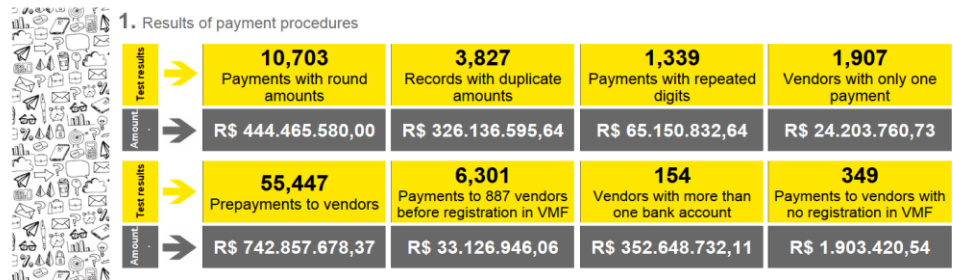 1. Results of payment procedures
Test results
10,703
Payments with round
amounts
3,827
Records with duplicate
amounts
1,339
Payments with repeated
digits
1,907
Vendors with only one
payment
Amount.
R$ 444.465.580,00
R$ 326.136.595,64
R$ 65.150.832,64
R$ 24.203.760,73
Test results
55,447
Prepayments to vendors
6,301
Payments to 887 vendors
before registration in VMF
154
Vendors with more than
one bank account
349
Payments to vendors with
no registration in VMF
Amount.
R$ 742.857.678,37
R$ 33.126.946,06
R$ 352.648.732,11
R$ 1.903.420,54